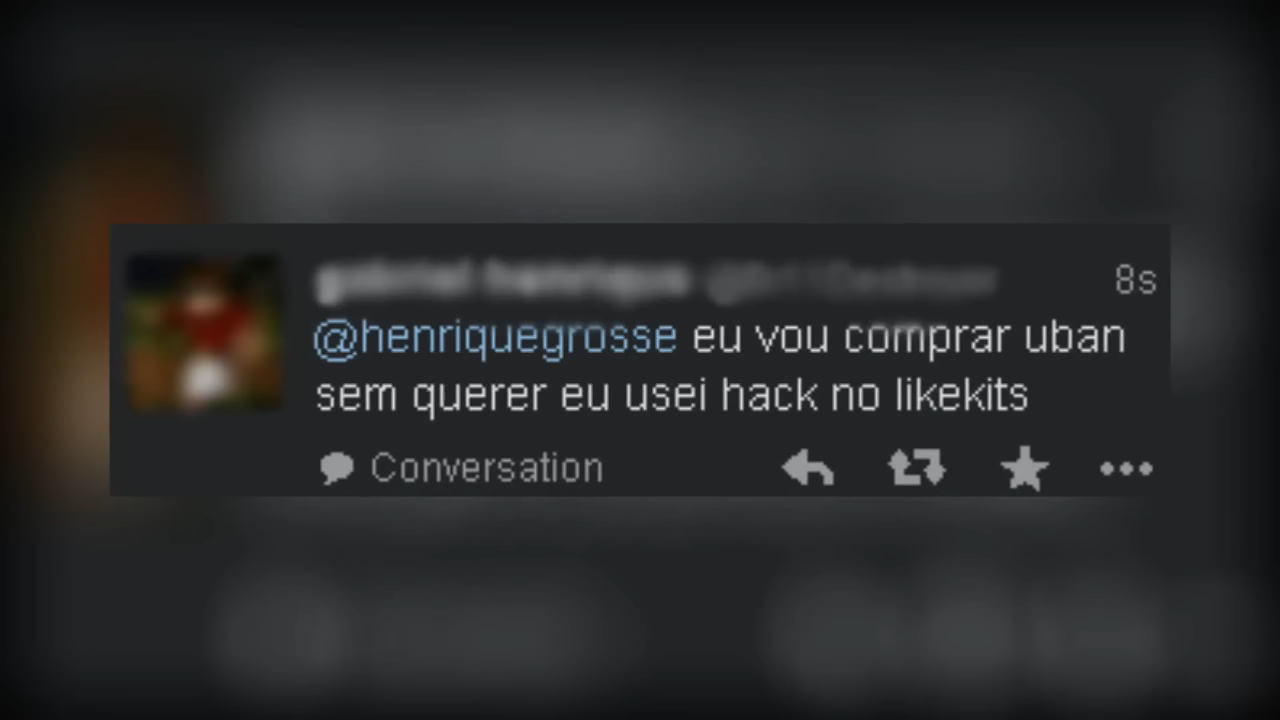 8s
@henriquegrosse eu vou comprar uban
sem querer eu usei hack no likekits
Conversation